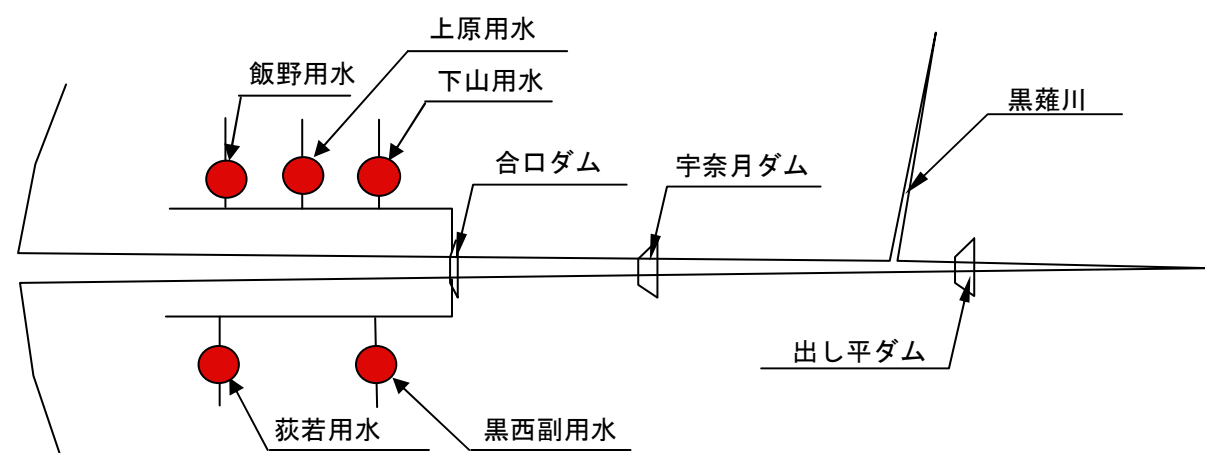 上原用水
飯野用水
下山用水
黒薙川
合口ダム
宇奈月ダム
出し平ダム
荻若用水
黒西副用水